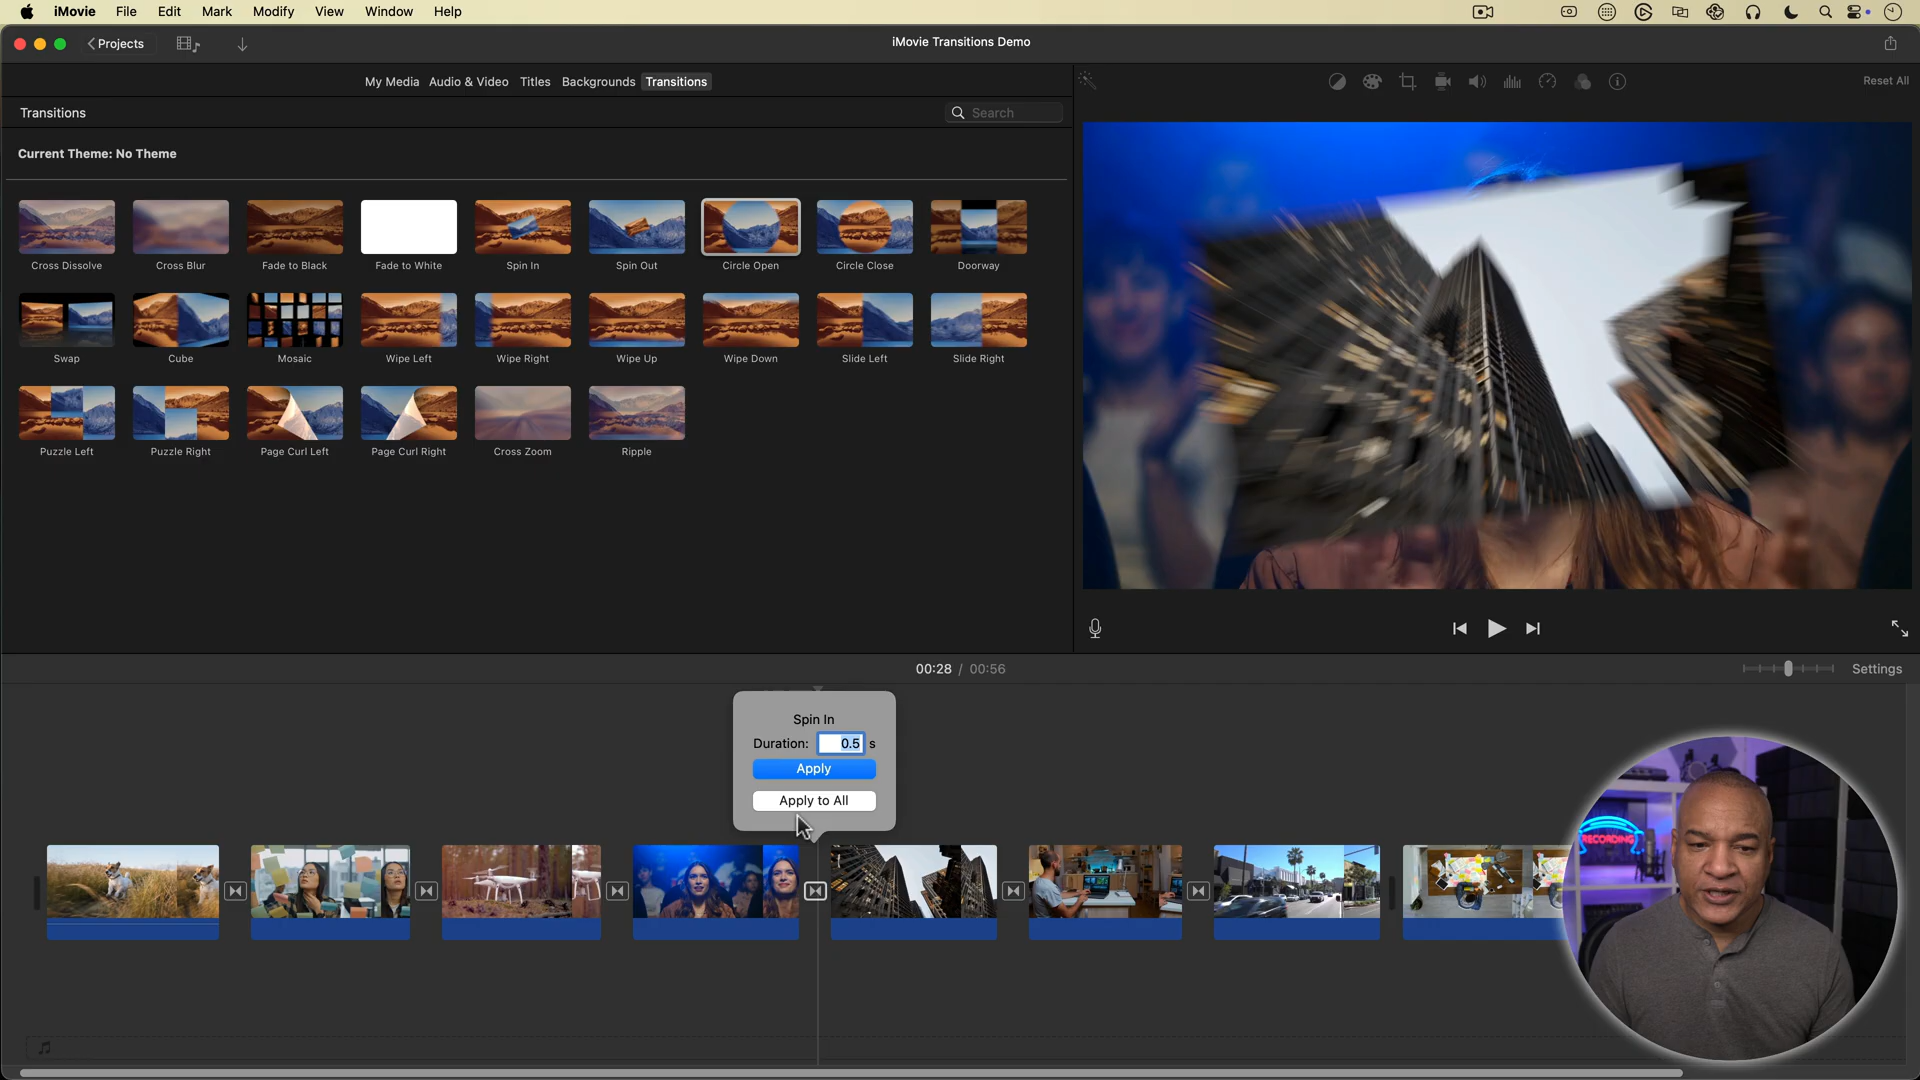 iMovie File Edit Mark Modify View Window Help
Projects
iMovie Transitions Demo
My Media Audio & Video Titles Backgrounds Transitions
Reset All
Transitions
Search
Current Theme: No Theme
Cross Dissolve Cross Blur Fade to Black Fade to White Spin In Spin Out Circle Open Circle Close Doorway
Swap Cube Mosaic Wipe Left Wipe Right Wipe Up Wipe Down Slide Left Slide Right
Puzzle Left Puzzle Right Page Curl Left Page Curl Right Cross Zoom Ripple
00:28 / 00:56
Settings
Spin In
Duration: 0.5 s
Apply
Apply to All
RECORDING